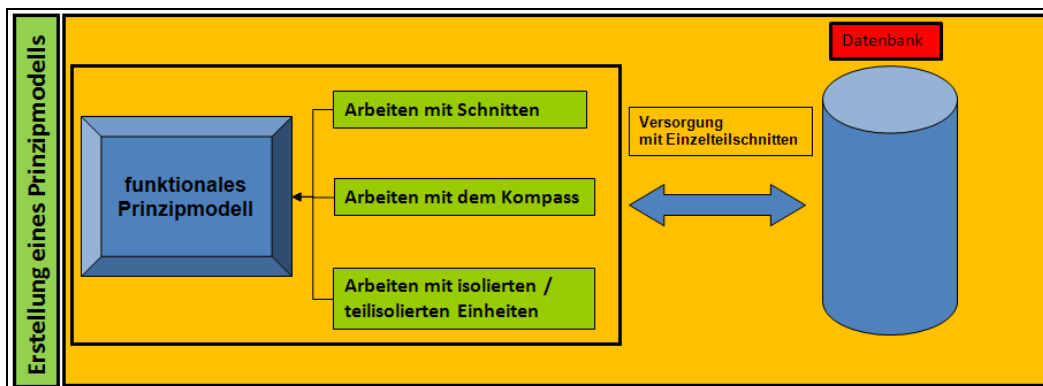 Erstellung eines Prinzipmodells
funktionales
Prinzipmodell
Arbeiten mit Schnitten
Arbeiten mit dem Kompass
Arbeiten mit isolierten /
teilisolierten Einheiten
Versorgung
mit Einzelteilschnitten
Datenbank